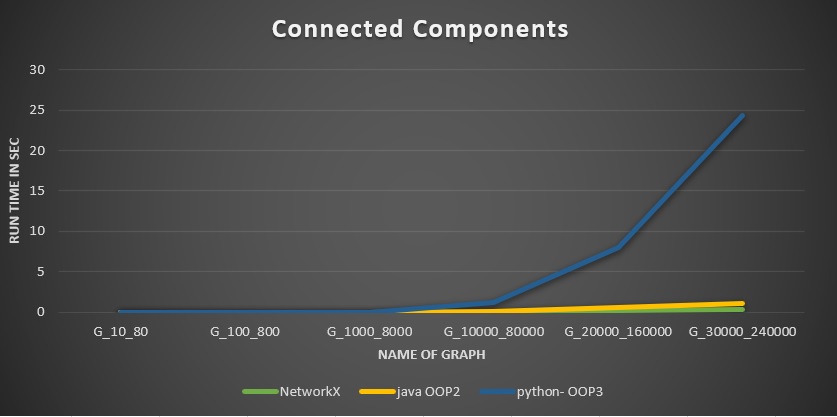 Connected Components
30
25
20
15
10
5
0
RUN TIME IN SEC
G_10_80 G_100_800 G_1000_8000 G_10000_80000 G_20000_160000 G_30000_240000
NAME OF GRAPH
NetworkX java OOP2 python- OOP3